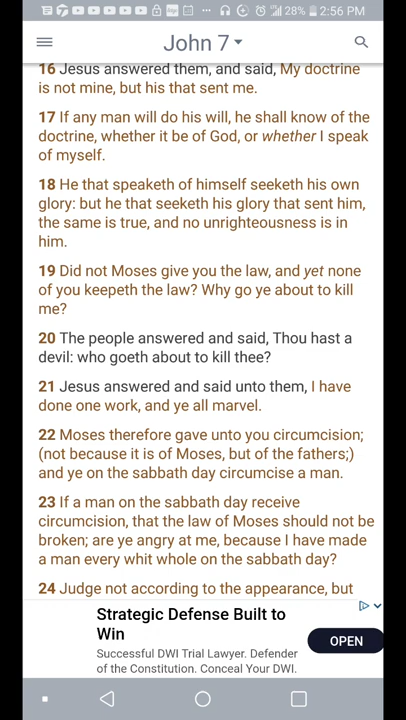 28% 2:56 PM
John 7
16 Jesus answered them, and said, My doctrine
is not mine, but his that sent me.
17 If any man will do his will, he shall know of the
doctrine, whether it be of God, or whether I speak
of myself.
18 He that speaketh of himself seeketh his own
glory: but he that seeketh his glory that sent him,
the same is true, and no unrighteousness is in
him.
19 Did not Moses give you the law, and yet none
of you keepeth the law? Why go ye about to kill
me?
20 The people answered and said, Thou hast a
devil: who goeth about to kill thee?
21 Jesus answered and said unto them, I have
done one work, and ye all marvel.
22 Moses therefore gave unto you circumcision;
(not because it is of Moses, but of the fathers;)
and ye on the sabbath day circumcise a man.
23 If a man on the sabbath day receive
circumcision, that the law of Moses should not be
broken; are ye angry at me, because I have made
a man every whit whole on the sabbath day?
24 Judge not according to the appearance, but
Strategic Defense Built to
Win
Successful DWI Trial Lawyer. Defender
of the Constitution. Conceal Your DWI.
OPEN